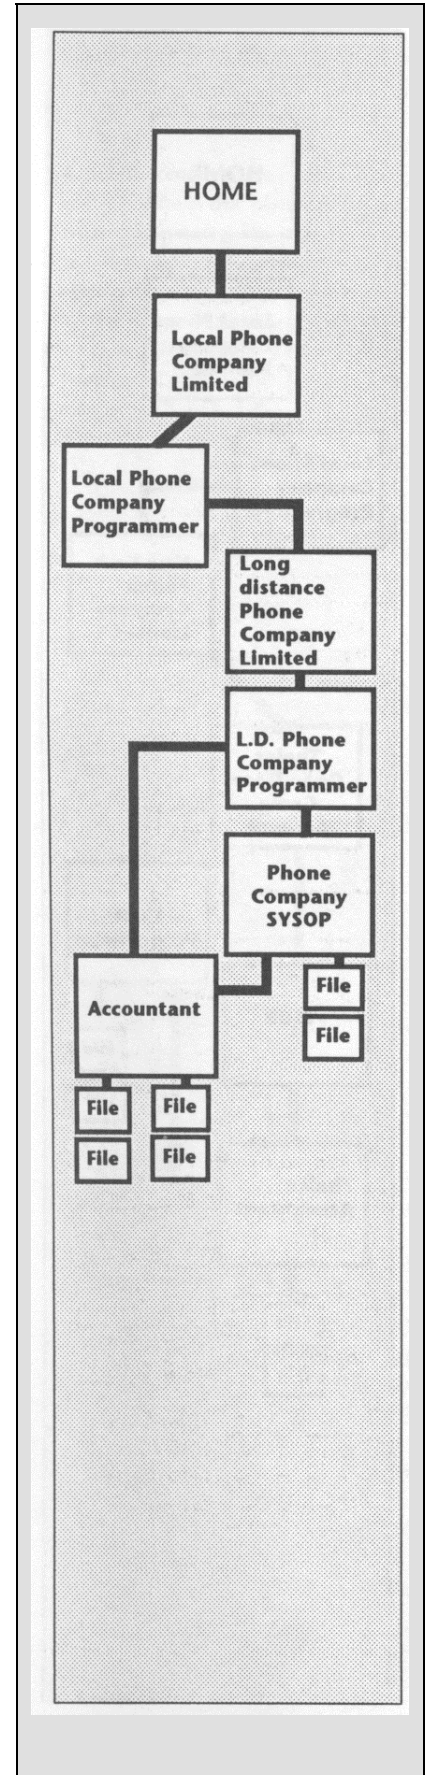 HOME
Local Phone
Company
Limited
Local Phone
Company
Programmer
Long
distance
Phone
Company
Limited
L.D. Phone
Company
Programmer
Phone
Company
SYSOP
File
File
Accountant
File
File
File
File